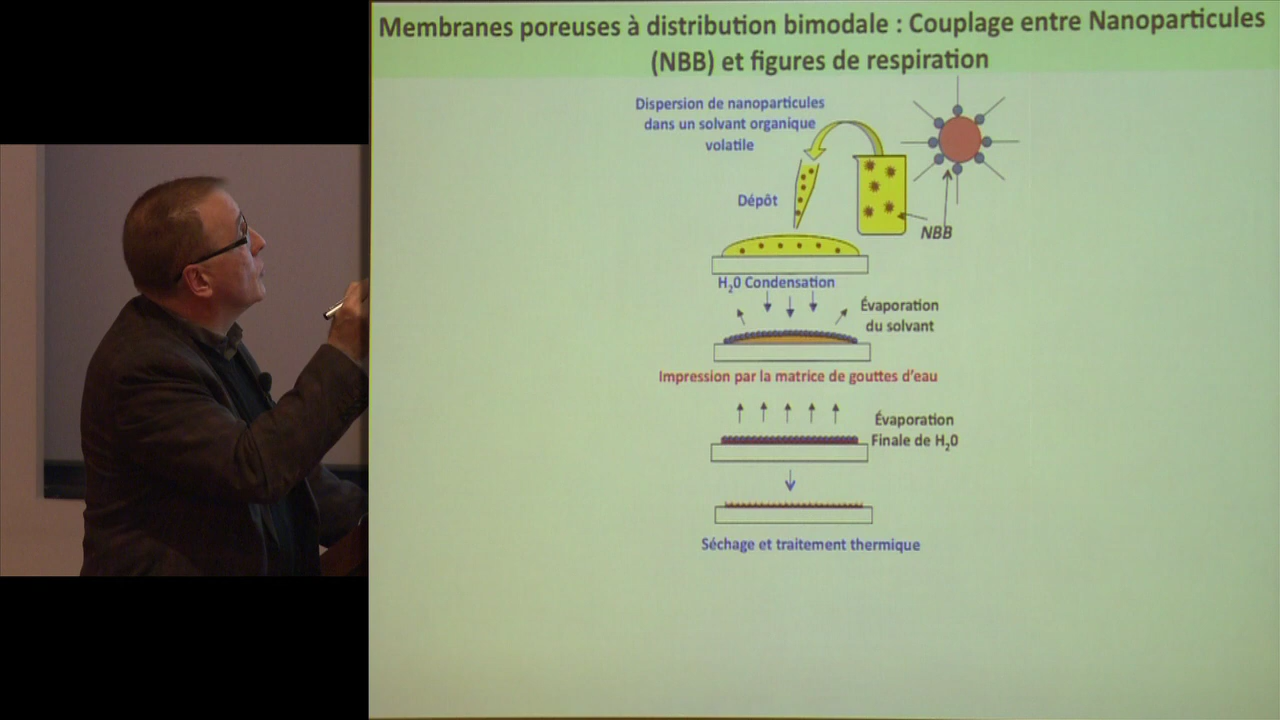 Membranes poreuses à distribution bimodale : Couplage entre Nanoparticules
(NBB) et figures de respiration
Dispersion de nanoparticules
dans un solvant organique
volatile
Dépôt
NBB
H₂0 Condensation
Évaporation
du solvant
Impression par la matrice de gouttes d'eau
Évaporation
Finale de H₂0
Séchage et traitement thermique